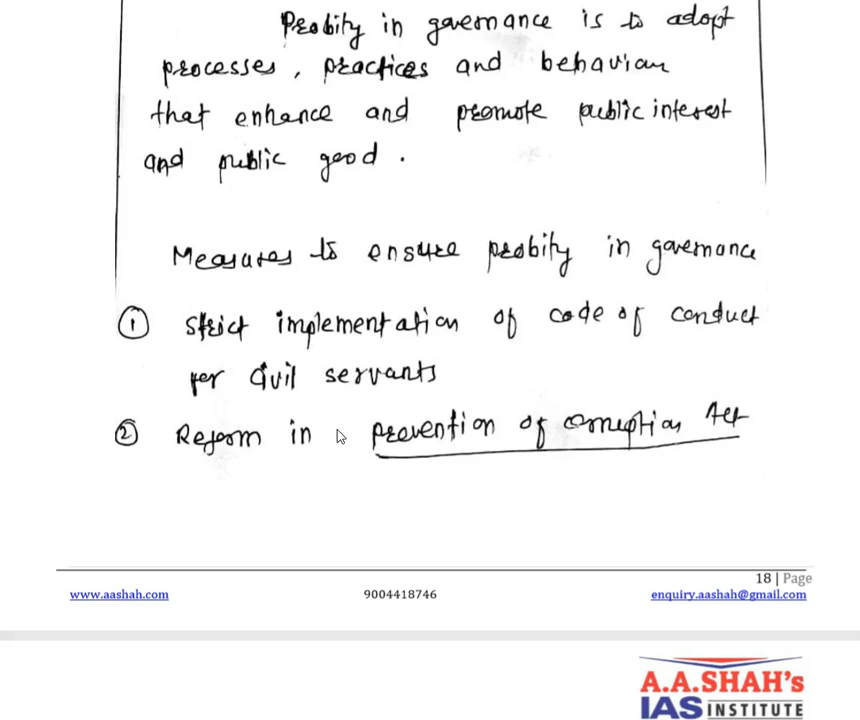 Probity in governance is to adopt
processes, practices and behaviour
that enhance and promote public interest
and public good.
Measures to ensure probity in governance
① strict implementation of code of conduct
for civil servants
② Reform in prevention of corruption Act
18 | Page
www.aashah.com 9004418746 enquiry.aashah@gmail.com
A.A.SHAH's
IAS INSTITUTE